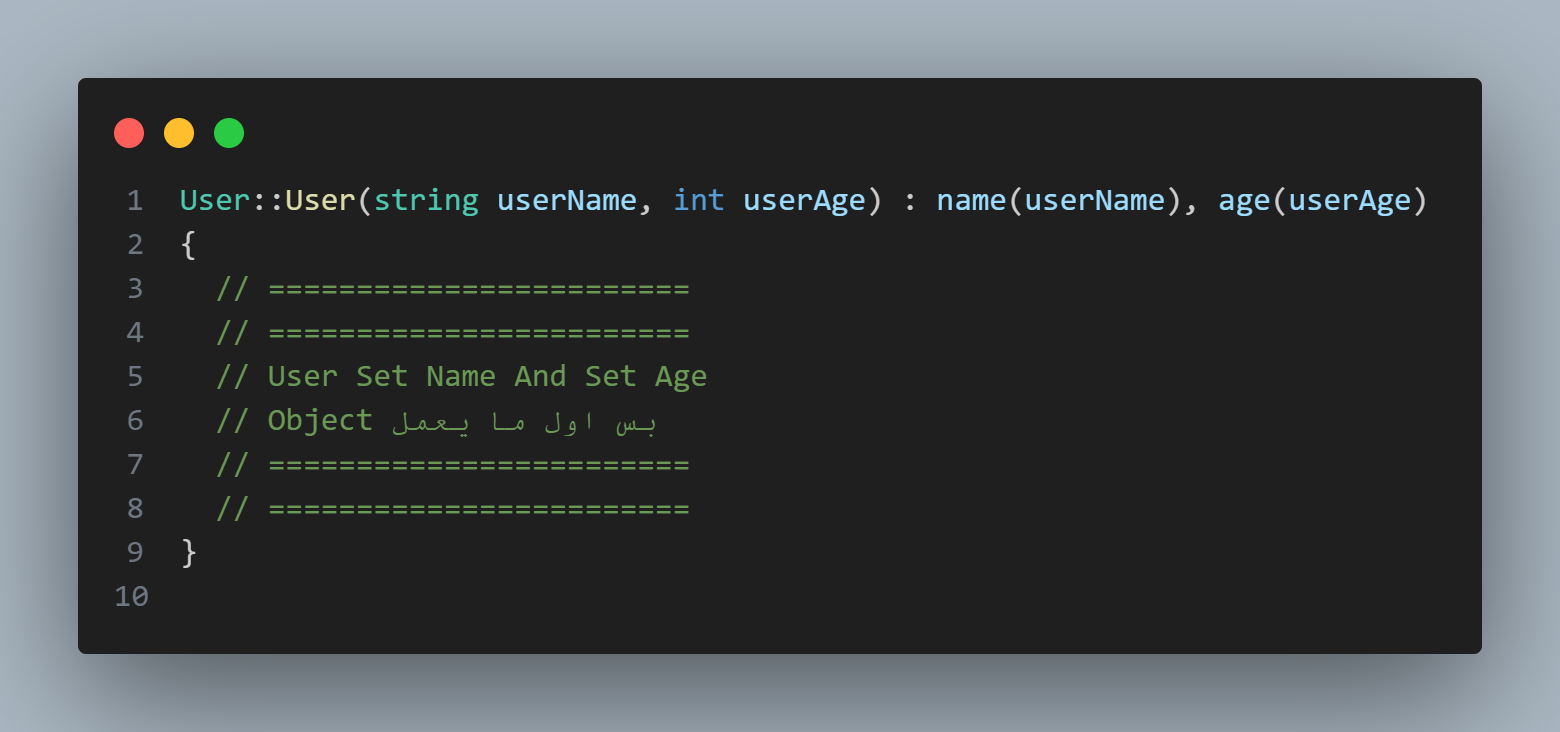 1 User::User(string userName, int userAge) : name(userName), age(userAge)
2 {
3 // ========================
4 // ========================
5 // User Set Name And Set Age
6 // Object بس اول ما يعمل
7 // ========================
8 // ========================
9 }
10